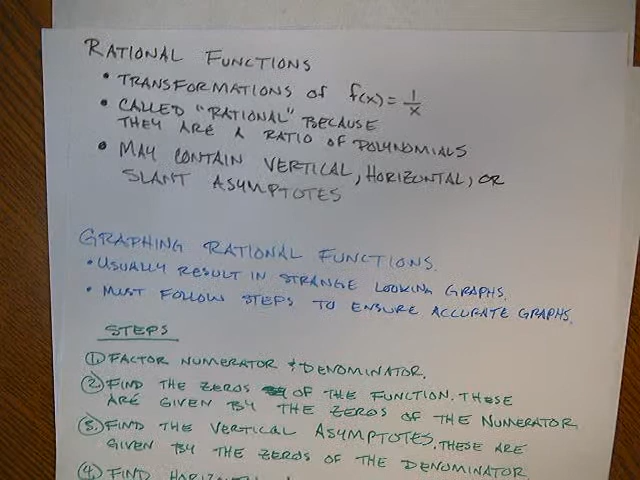 RATIONAL FUNCTIONS
• TRANSFORMATIONS OF f(x) = 1/x
• CALLED "RATIONAL" BECAUSE
THEY ARE A RATIO OF POLYNOMIALS
• MAY CONTAIN VERTICAL, HORIZONTAL, OR
SLANT ASYMPTOTES
GRAPHING RATIONAL FUNCTIONS.
• USUALLY RESULT IN STRANGE LOOKING GRAPHS.
• MUST FOLLOW STEPS TO ENSURE ACCURATE GRAPHS.
STEPS
① FACTOR NUMERATOR & DENOMINATOR.
② FIND THE ZEROS OF THE FUNCTION. THESE
ARE GIVEN BY THE ZEROS OF THE NUMERATOR
③ FIND THE VERTICAL ASYMPTOTES. THESE ARE
GIVEN BY THE ZEROS OF THE DENOMINATOR
④ FIND